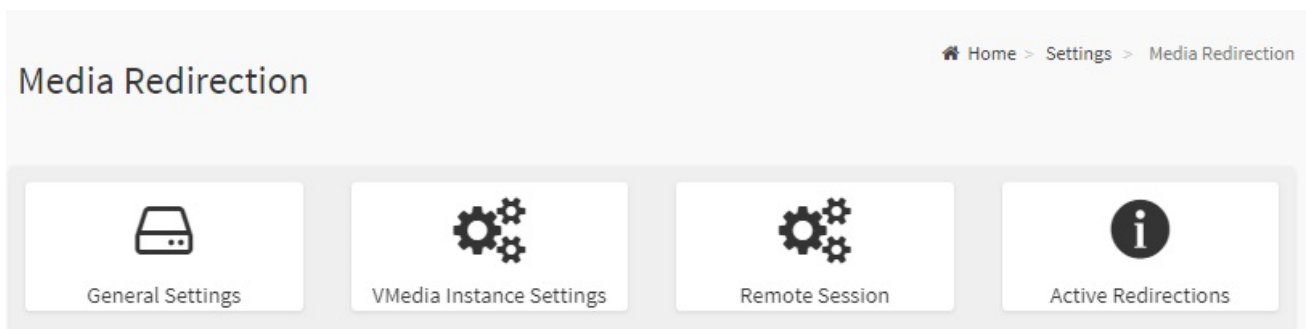 Home > Settings > Media Redirection
Media Redirection
General Settings
VMedia Instance Settings
Remote Session
Active Redirections